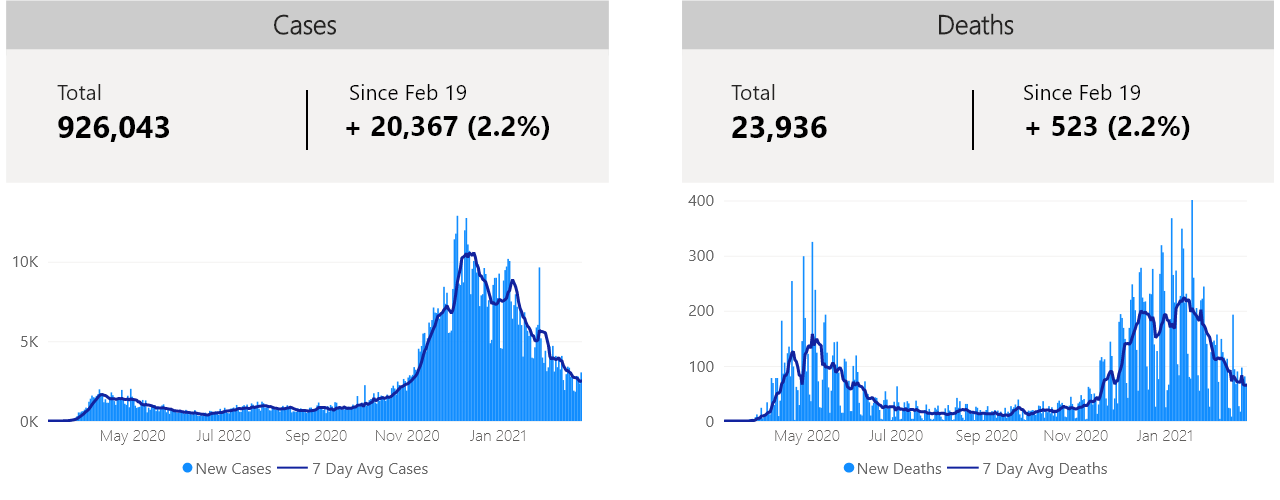 Cases
Total
926,043
Since Feb 19
+ 20,367 (2.2%)
10K
5K
0K
May 2020 Jul 2020 Sep 2020 Nov 2020 Jan 2021
New Cases 7 Day Avg Cases
Deaths
Total
23,936
Since Feb 19
+ 523 (2.2%)
400
300
200
100
0
May 2020 Jul 2020 Sep 2020 Nov 2020 Jan 2021
New Deaths 7 Day Avg Deaths